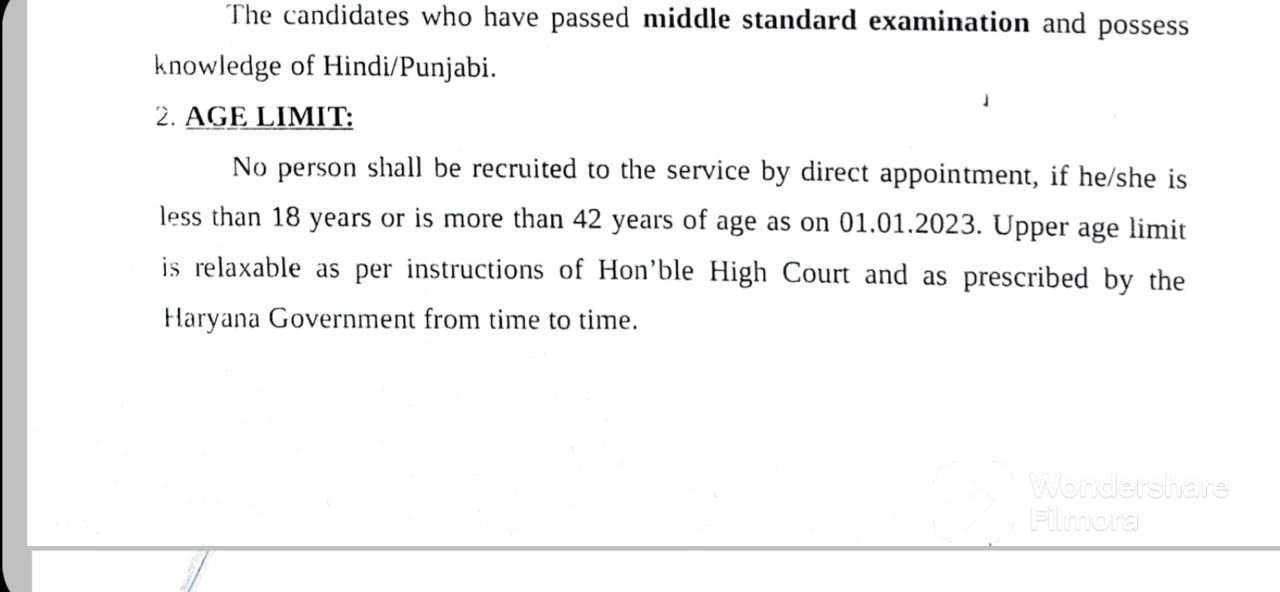 The candidates who have passed middle standard examination and possess
knowledge of Hindi/Punjabi.
2. AGE LIMIT:
No person shall be recruited to the service by direct appointment, if he/she is
less than 18 years or is more than 42 years of age as on 01.01.2023. Upper age limit
is relaxable as per instructions of Hon’ble High Court and as prescribed by the
Haryana Government from time to time.
Wondershare
Filmora